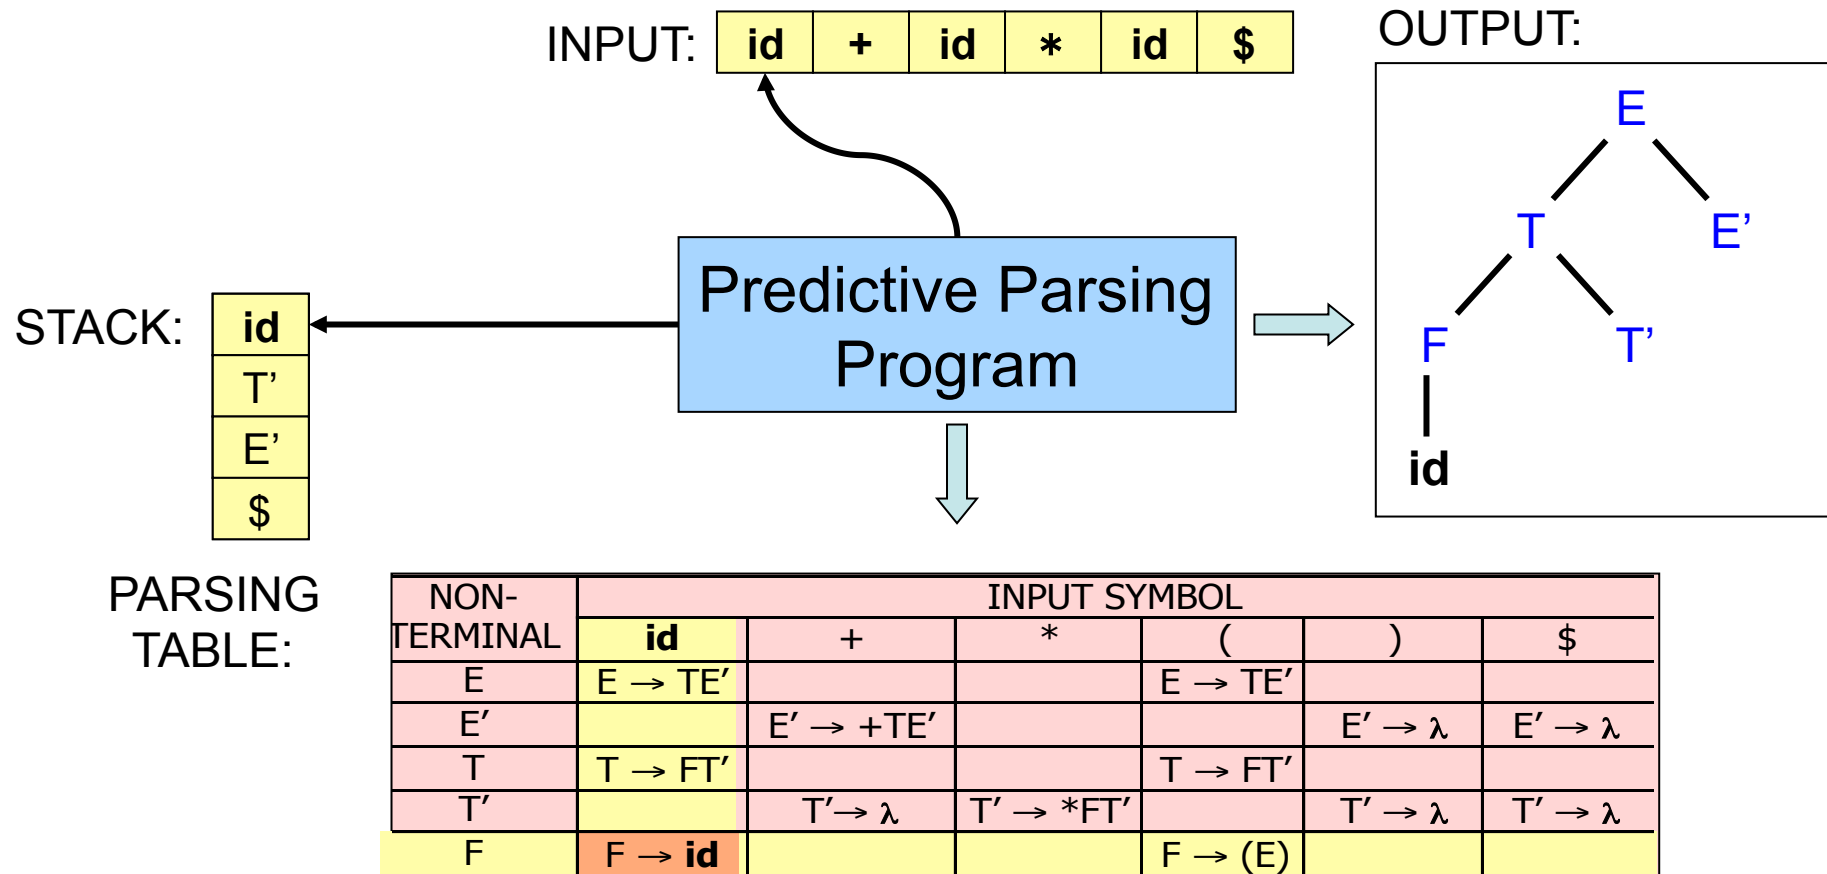 INPUT: id + id * id $
OUTPUT:
E
T E’
F T’
id
Predictive Parsing
Program
STACK: id
T’
E’
$
PARSING
TABLE:
NON-
TERMINAL
INPUT SYMBOL
id + * ( ) $
E E → TE′ E → TE′
E′ E′ → +TE′ E′ → λ E′ → λ
T T → FT′ T → FT′
T′ T′→ λ T′ → *FT′ T′ → λ T′ → λ
F F → id F → (E)